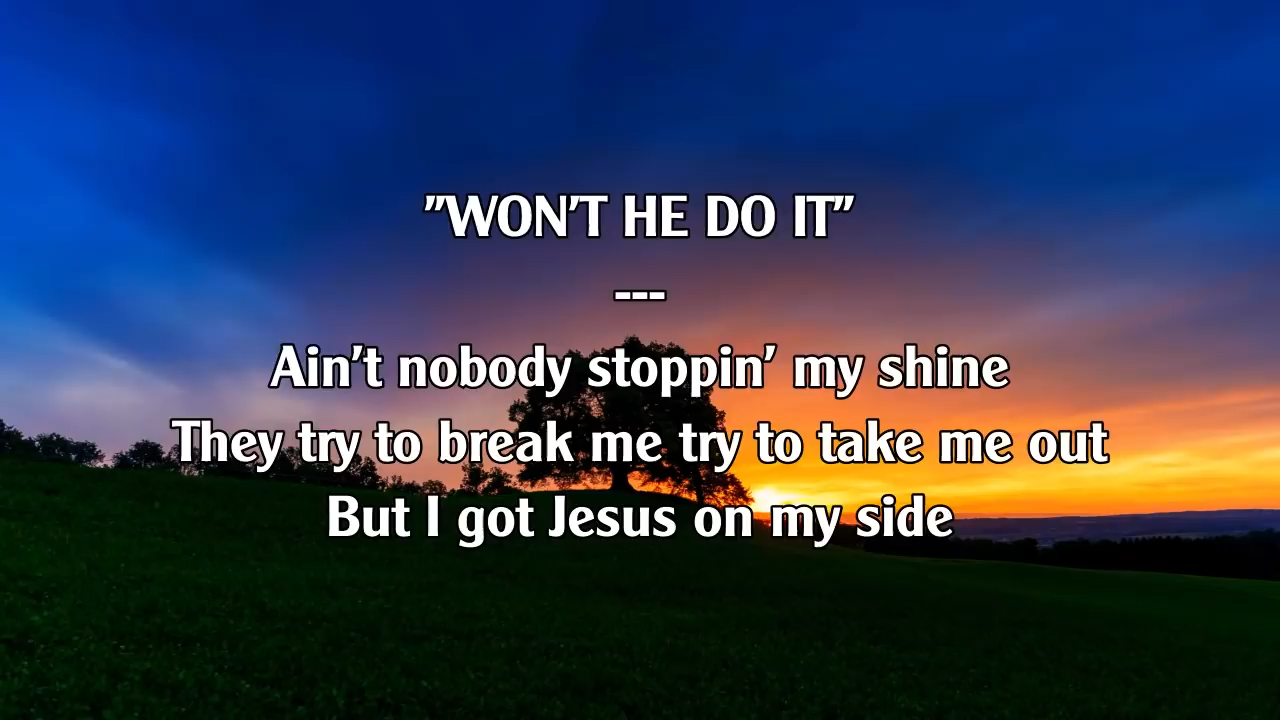 "WON'T HE DO IT"
---
Ain't nobody stoppin' my shine
They try to break me try to take me out
But I got Jesus on my side